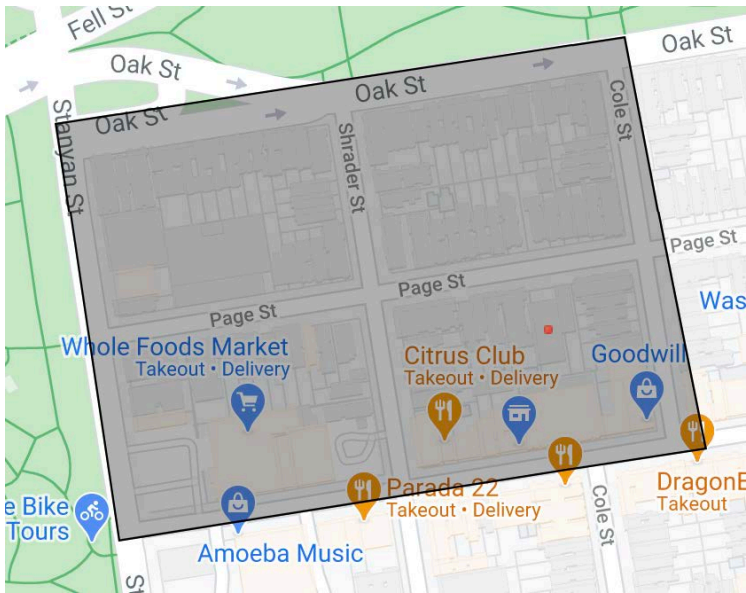 Fell St
Oak St
Oak St
Oak St
Oak St
Stanyan St
Shrader St
Cole St
Page St
Page St
Page St
Was
Whole Foods Market
Takeout • Delivery
Citrus Club
Takeout • Delivery
Goodwill
e Bike
Tours
Parada 22
Takeout • Delivery
DragonE
Takeout
Amoeba Music
Cole St
St